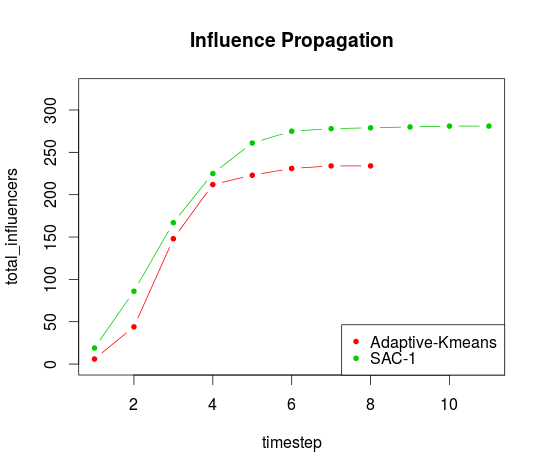 Influence Propagation
total_influencers
300
250
200
150
100
50
0
Adaptive-Kmeans
SAC-1
2 4 6 8 10
timestep